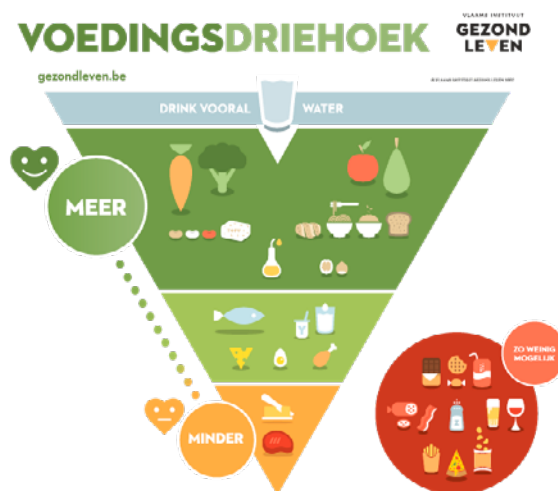 VOEDINGSDRIEHOEK
VLAAMS INSTITUUT
GEZOND
LEVEN
gezondleven.be
DRINK VOORAL WATER
MEER
ZO WEINIG
MOGELIJK
MINDER